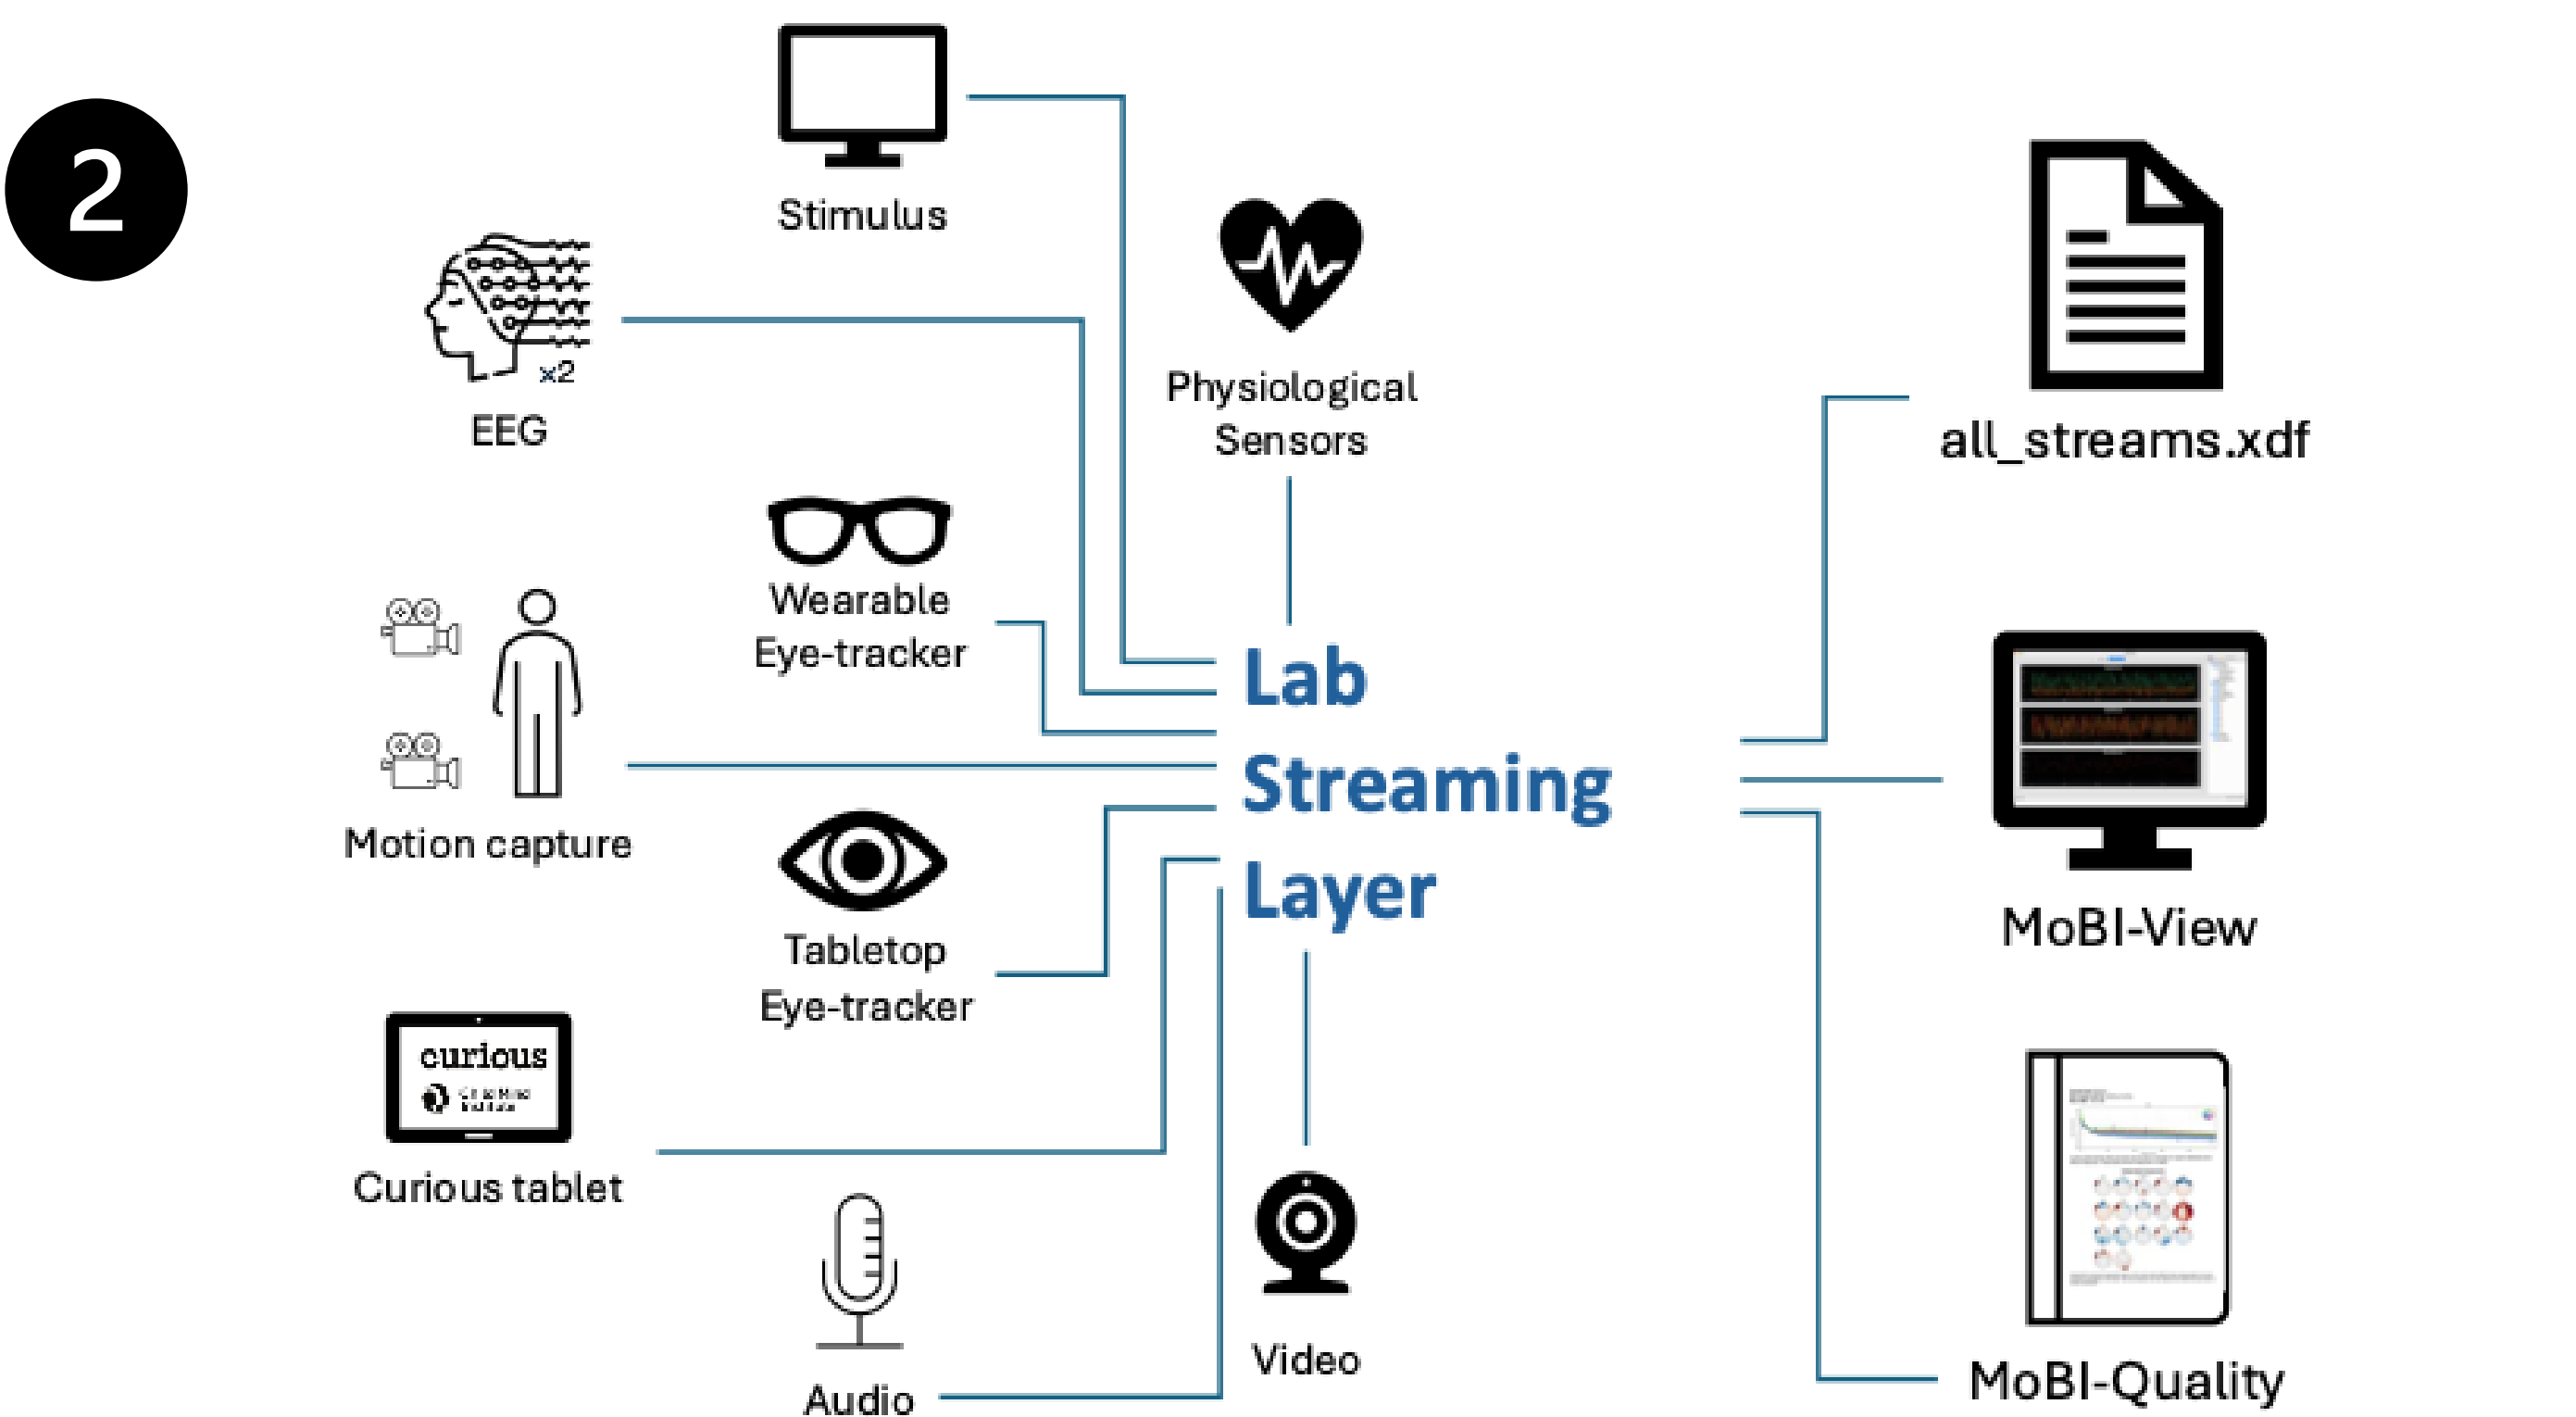 2
Stimulus
x2
EEG
Physiological
Sensors
Wearable
Eye-tracker
Motion capture
Tabletop
Eye-tracker
curious
Curious tablet
Audio
Video
Lab
Streaming
Layer
all_streams.xdf
MoBI-View
MoBI-Quality